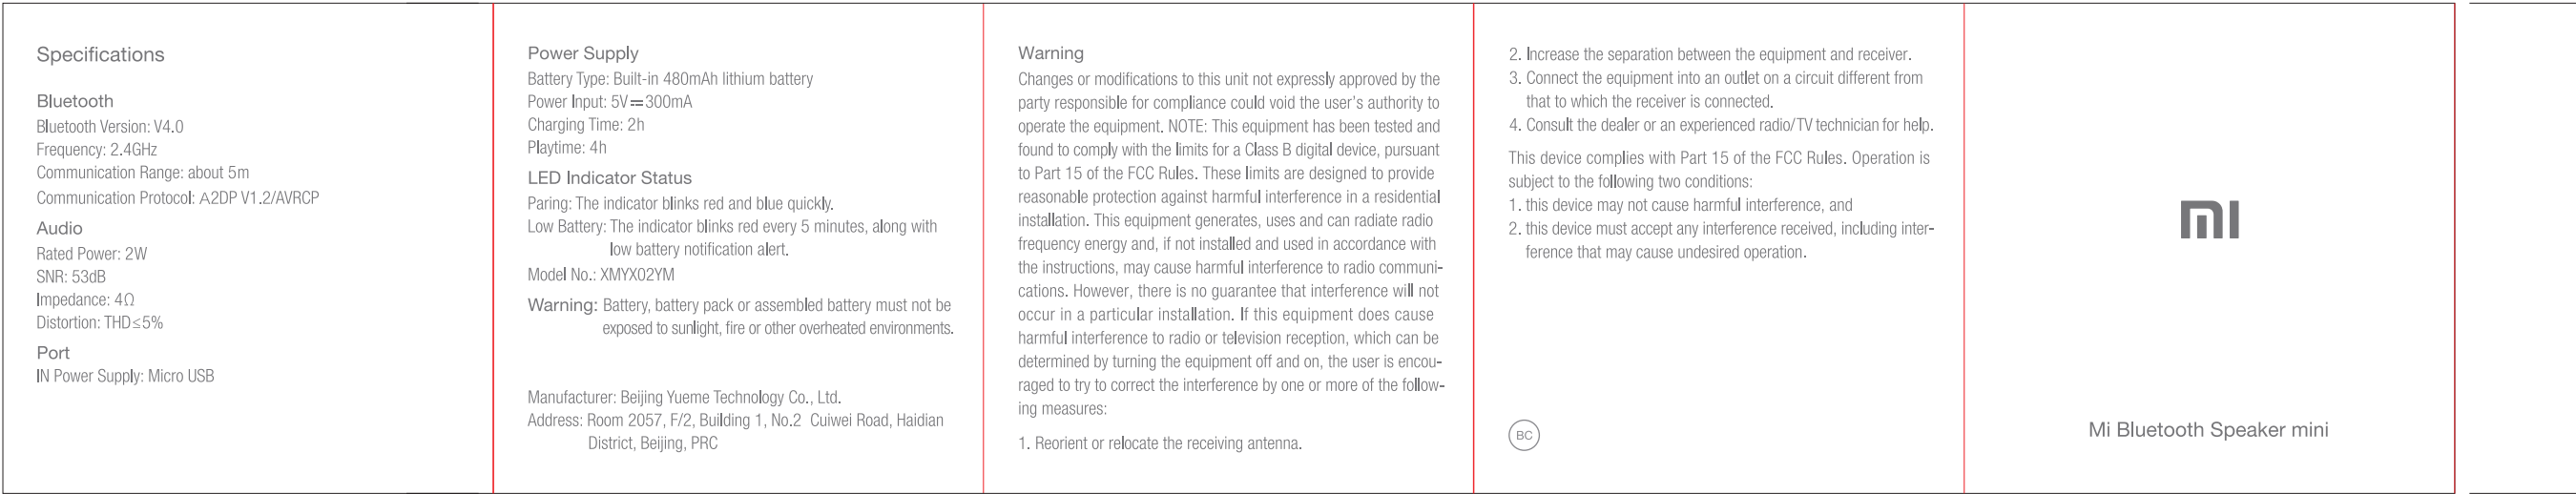 Specifications
Bluetooth
Bluetooth Version: V4.0
Frequency: 2.4GHz
Communication Range: about 5m
Communication Protocol: A2DP V1.2/AVRCP
Audio
Rated Power: 2W
SNR: 53dB
Impedance: 4Ω
Distortion: THD≤5%
Port
IN Power Supply: Micro USB
Power Supply
Battery Type: Built-in 480mAh lithium battery
Power Input: 5V⎓300mA
Charging Time: 2h
Playtime: 4h
LED Indicator Status
Paring: The indicator blinks red and blue quickly.
Low Battery: The indicator blinks red every 5 minutes, along with
low battery notification alert.
Model No.: XMYX02YM
Warning: Battery, battery pack or assembled battery must not be
exposed to sunlight, fire or other overheated environments.
Manufacturer: Beijing Yueme Technology Co., Ltd.
Address: Room 2057, F/2, Building 1, No.2 Cuiwei Road, Haidian
District, Beijing, PRC
Warning
Changes or modifications to this unit not expressly approved by the
party responsible for compliance could void the user's authority to
operate the equipment. NOTE: This equipment has been tested and
found to comply with the limits for a Class B digital device, pursuant
to Part 15 of the FCC Rules. These limits are designed to provide
reasonable protection against harmful interference in a residential
installation. This equipment generates, uses and can radiate radio
frequency energy and, if not installed and used in accordance with
the instructions, may cause harmful interference to radio communi-
cations. However, there is no guarantee that interference will not
occur in a particular installation. If this equipment does cause
harmful interference to radio or television reception, which can be
determined by turning the equipment off and on, the user is encou-
raged to try to correct the interference by one or more of the follow-
ing measures:
1. Reorient or relocate the receiving antenna.
2. Increase the separation between the equipment and receiver.
3. Connect the equipment into an outlet on a circuit different from
that to which the receiver is connected.
4. Consult the dealer or an experienced radio/TV technician for help.
This device complies with Part 15 of the FCC Rules. Operation is
subject to the following two conditions:
1. this device may not cause harmful interference, and
2. this device must accept any interference received, including inter-
ference that may cause undesired operation.
BC
MI
Mi Bluetooth Speaker mini